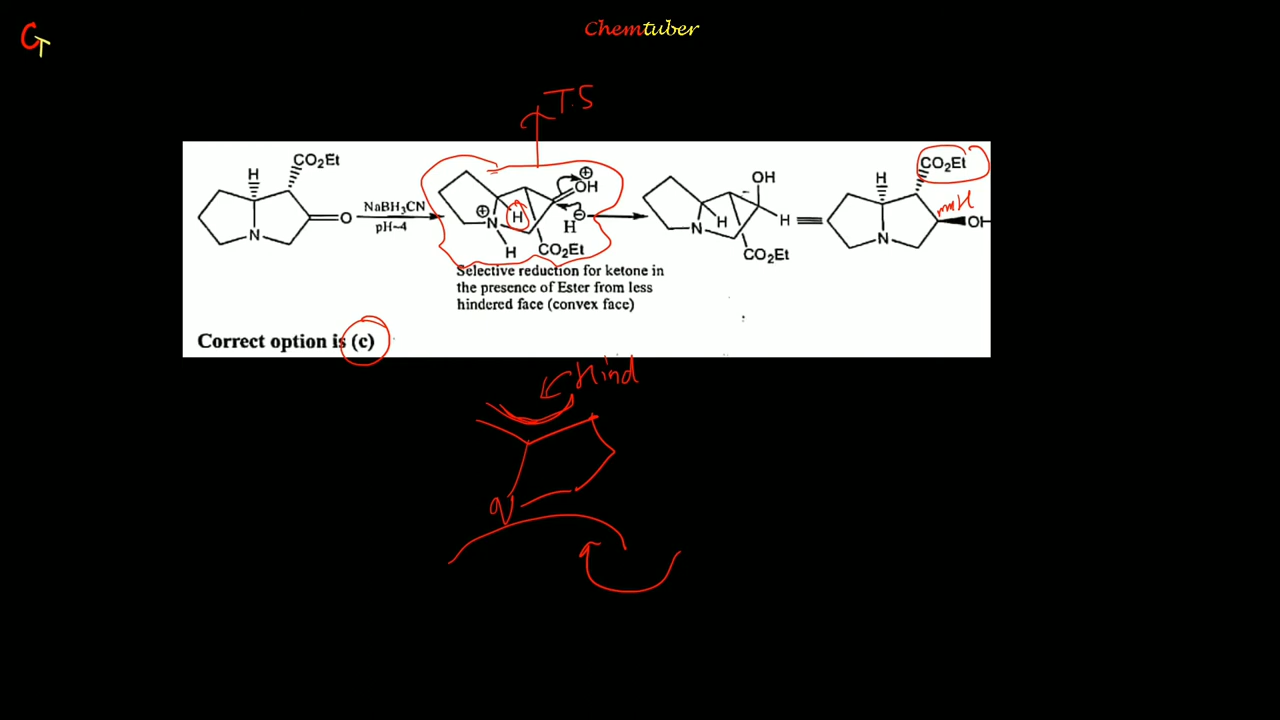 Chemtuber
CT
T.S
CO₂Et
H
N
O
NaBH₃CN
pH-4
⊕
OH
H
H⊖
⊕
N
H
CO₂Et
Selective reduction for ketone in
the presence of Ester from less
hindered face (convex face)
OH
H
H
N
CO₂Et
CO₂Et
H
H
OH
N
Correct option is (c)
Hind